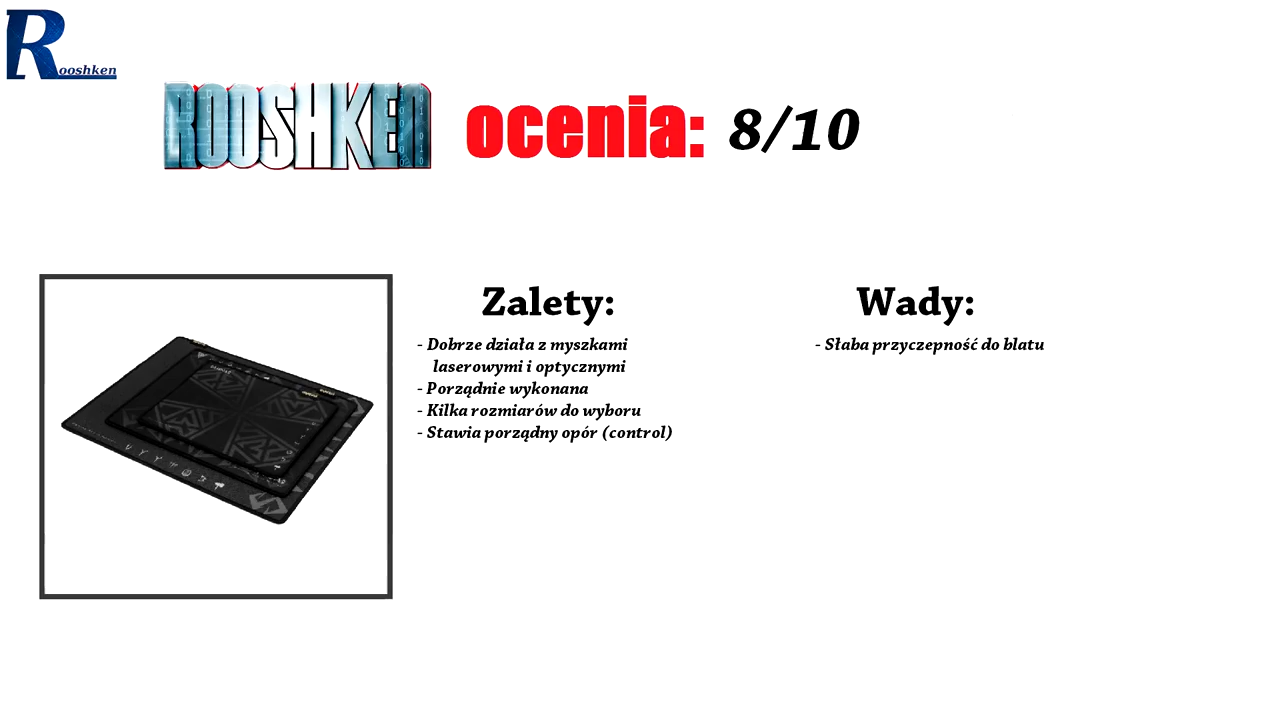 Rooshken
ROOSHKEN ocenia: 8/10
Zalety:
- Dobrze działa z myszkami
laserowymi i optycznymi
- Porządnie wykonana
- Kilka rozmiarów do wyboru
- Stawia porządny opór (control)
Wady:
- Słaba przyczepność do blatu